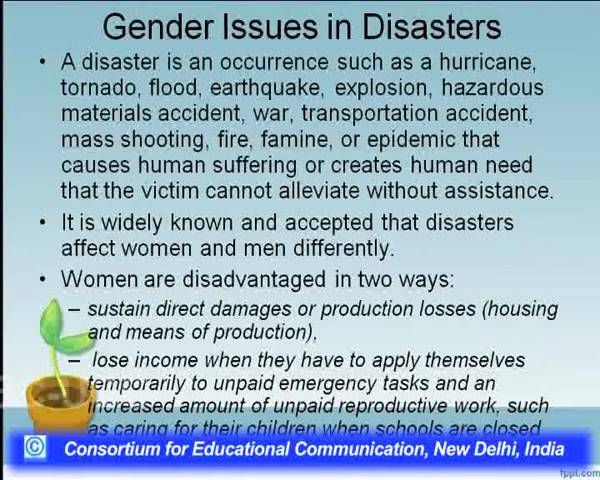 Gender Issues in Disasters
• A disaster is an occurrence such as a hurricane,
tornado, flood, earthquake, explosion, hazardous
materials accident, war, transportation accident,
mass shooting, fire, famine, or epidemic that
causes human suffering or creates human need
that the victim cannot alleviate without assistance.
• It is widely known and accepted that disasters
affect women and men differently.
• Women are disadvantaged in two ways:
– sustain direct damages or production losses (housing
and means of production),
– lose income when they have to apply themselves
temporarily to unpaid emergency tasks and an
increased amount of unpaid reproductive work, such
as caring for their children when schools are closed
© Consortium for Educational Communication, New Delhi, India
fppt.com